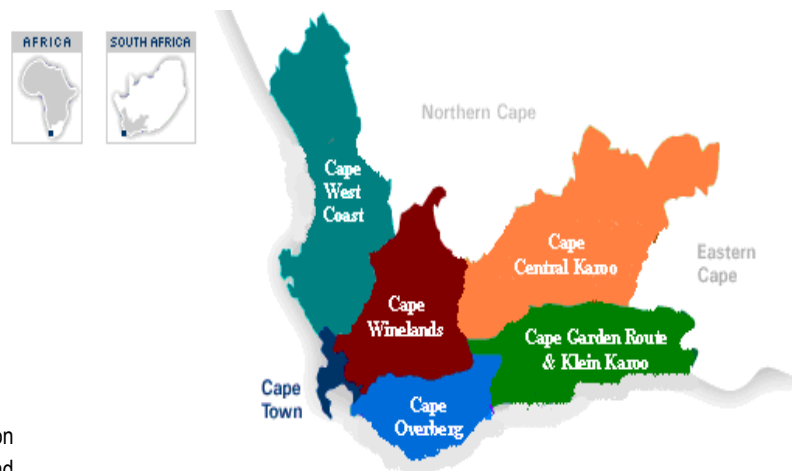 AFRICA
SOUTH AFRICA
Northern Cape
Cape
West
Coast
Cape
Central Karoo
Eastern
Cape
Cape
Winelands
Cape Garden Route
& Klein Karoo
Cape
Town
Cape
Overberg
on